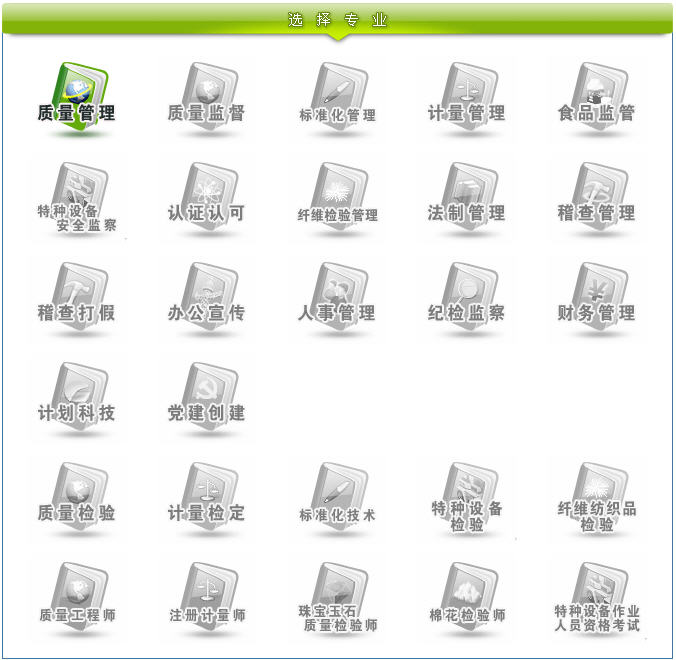 选择专业
质量管理
质量监督
标准化管理
计量管理
食品监管
特种设备
安全监察
认证认可
纤维检验管理
法制管理
稽查管理
稽查打假
办公宣传
人事管理
纪检监察
财务管理
计划科技
党建创建
质量检验
计量检定
标准化技术
特种设备
检验
纤维纺织品
检验
质量工程师
注册计量师
珠宝玉石
质量检验师
棉花检验师
特种设备作业
人员资格考试